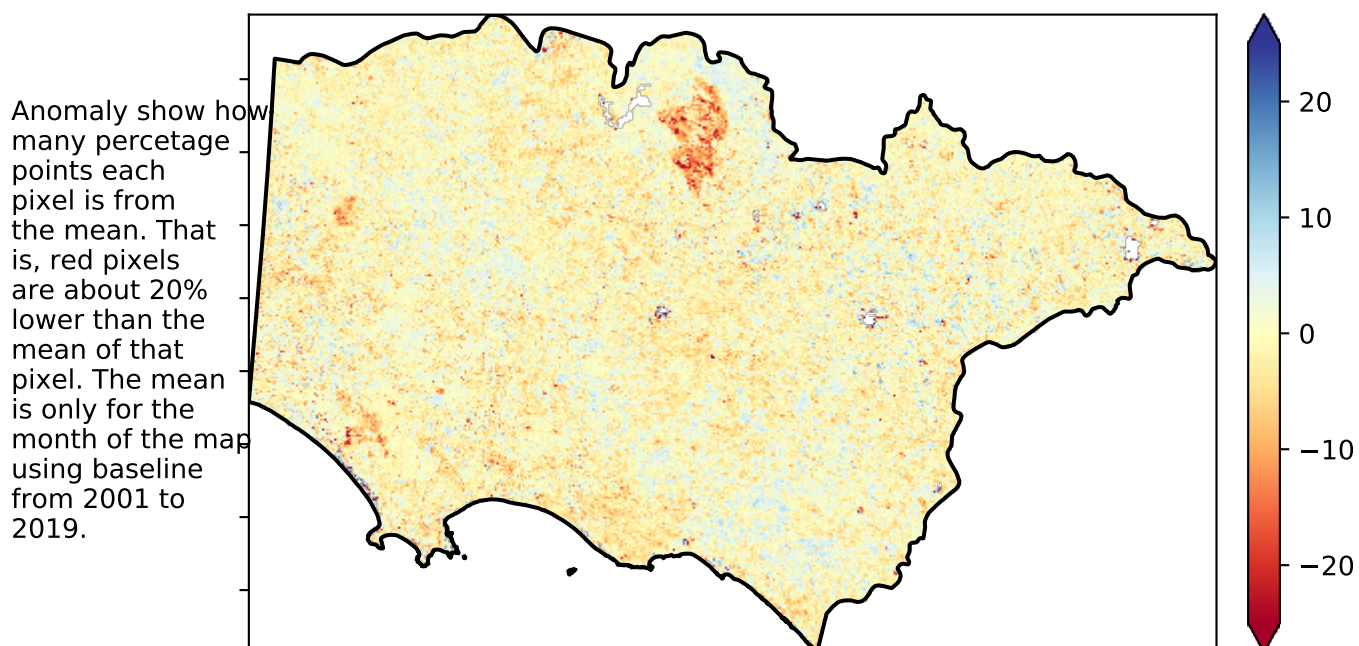 Anomaly show how
many percetage
points each
pixel is from
the mean. That
is, red pixels
are about 20%
lower than the
mean of that
pixel. The mean
is only for the
month of the map
using baseline
from 2001 to
2019.
20
10
0
−10
−20